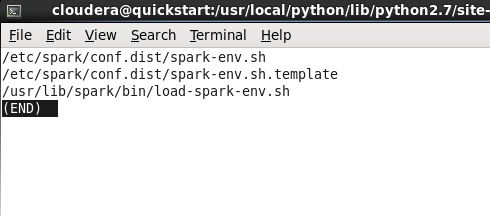 cloudera@quickstart:/usr/local/python/lib/python2.7/site-
File Edit View Search Terminal Help
/etc/spark/conf.dist/spark-env.sh
/etc/spark/conf.dist/spark-env.sh.template
/usr/lib/spark/bin/load-spark-env.sh
(END)